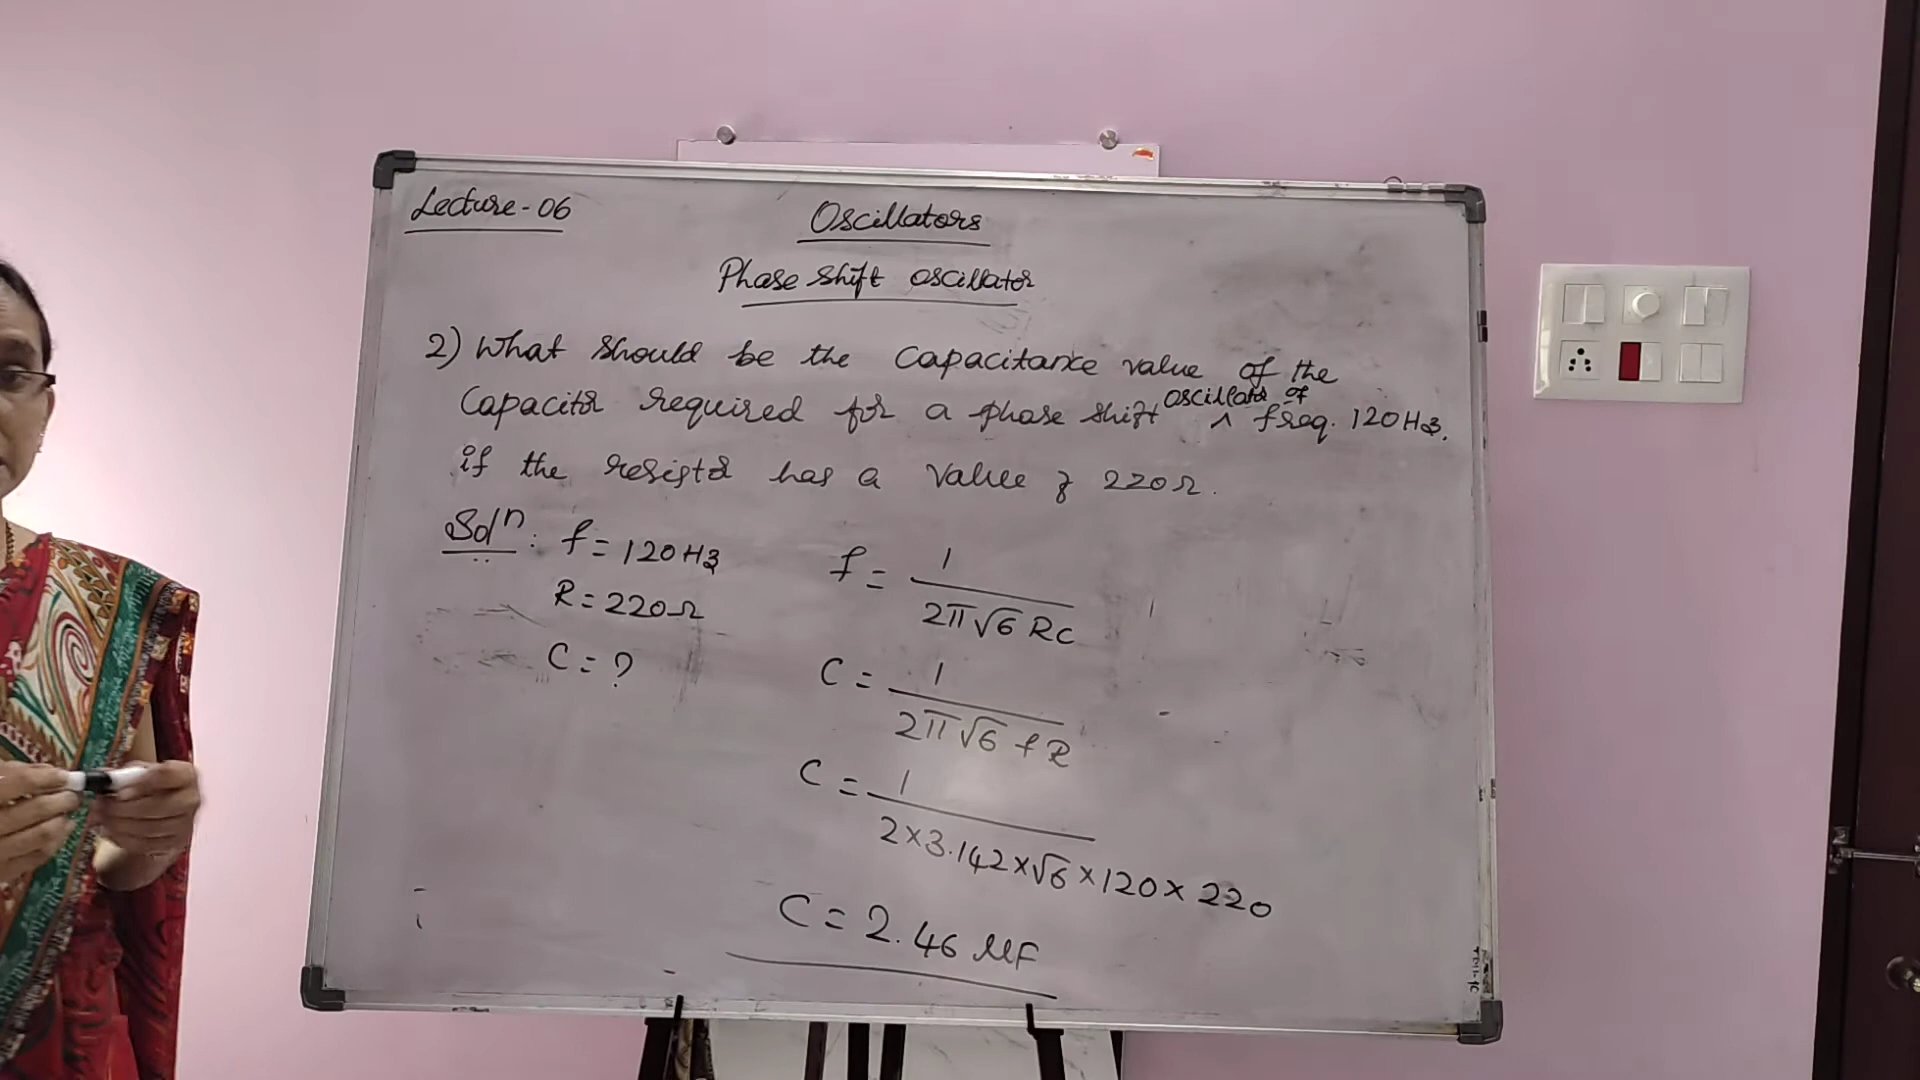 Lecture-06
Oscillators
Phase shift oscillator
2) What should be the capacitance value of the
oscillator of
capacitor required for a phase shift ^ freq. 120Hz.
if the resistor has a value of 220Ω.
Solⁿ: f = 120Hz
R = 220Ω
C = ?
f = 1 / 2π√6 RC
C = 1 / 2π√6 f R
C = 1 / 2×3.142×√6×120×220
C = 2.46 μF